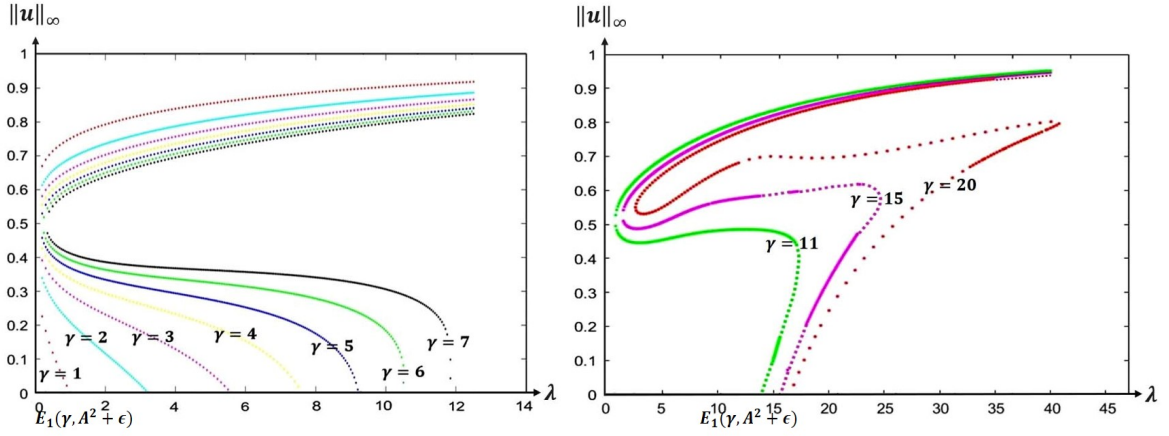 ‖u‖∞
1
0.9
0.8
0.7
0.6
0.5
0.4
0.3
0.2
0.1
0
γ = 1
γ = 2
γ = 3
γ = 4
γ = 5
γ = 6
γ = 7
0 2 4 6 8 10 12 14 λ
E₁(γ, A² + ϵ)
‖u‖∞
1
0.9
0.8
0.7
0.6
0.5
0.4
0.3
0.2
0.1
0
γ = 20
γ = 15
γ = 11
0 5 10 15 20 25 30 35 40 45 λ
E₁(γ, A² + ϵ)